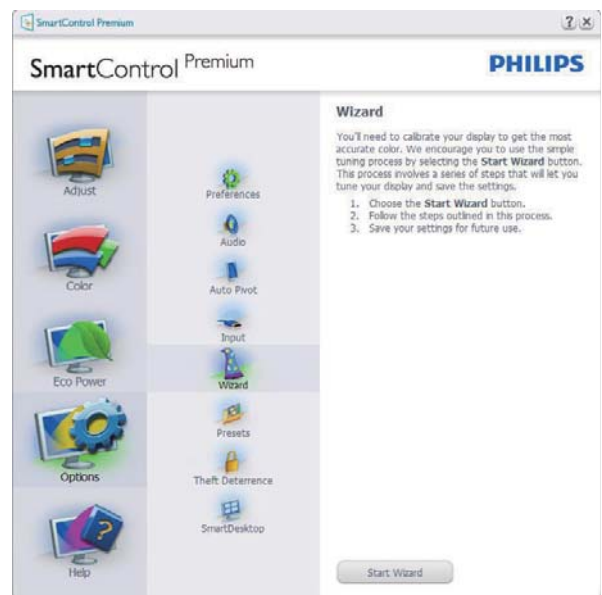 SmartControl Premium
SmartControl Premium
PHILIPS
Adjust
Color
Eco Power
Options
Help
Preferences
Audio
Auto Pivot
Input
Wizard
Presets
Theft Deterrence
SmartDesktop
Wizard
You'll need to calibrate your display to get the most
accurate color. We encourage you to use the simple
tuning process by selecting the Start Wizard button.
This process involves a series of steps that will let you
tune your display and save the settings.
1. Choose the Start Wizard button.
2. Follow the steps outlined in this process.
3. Save your settings for future use.
Start Wizard